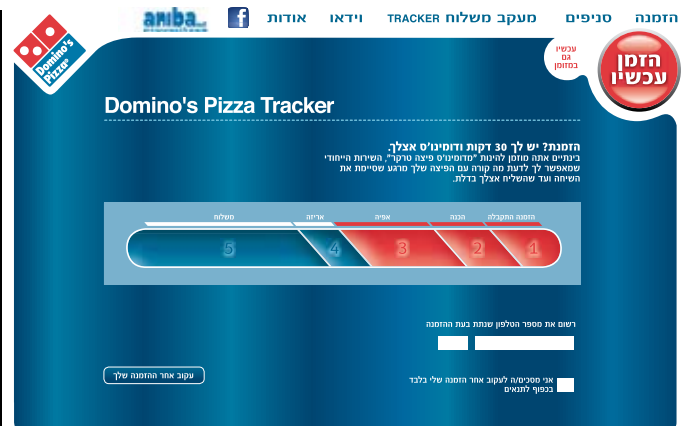 הזמנה
סניפים
מעקב משלוח TRACKER
וידאו
אודות
f
Domino's
Pizza®
עכשיו
גם
במזומן
הזמן
עכשיו
Domino's Pizza Tracker
הזמנת? יש לך 30 דקות ודומינו'ס אצלך.
בינתיים אתה מוזמן להינות "מדומינו'ס פיצה טרקר", השירות הייחודי
שמאפשר לך לדעת מה קורה עם הפיצה שלך מרגע שסיימת את
השיחה ועד שהשליח אצלך בדלת.
הזמנה התקבלה
הכנה
אפיה
אריזה
משלוח
1
2
3
4
5
רשום את מספר הטלפון שנתת בעת ההזמנה
אני מסכים/ה לעקוב אחר הזמנה שלי בלבד
בכפוף לתנאים
עקוב אחר ההזמנה שלך